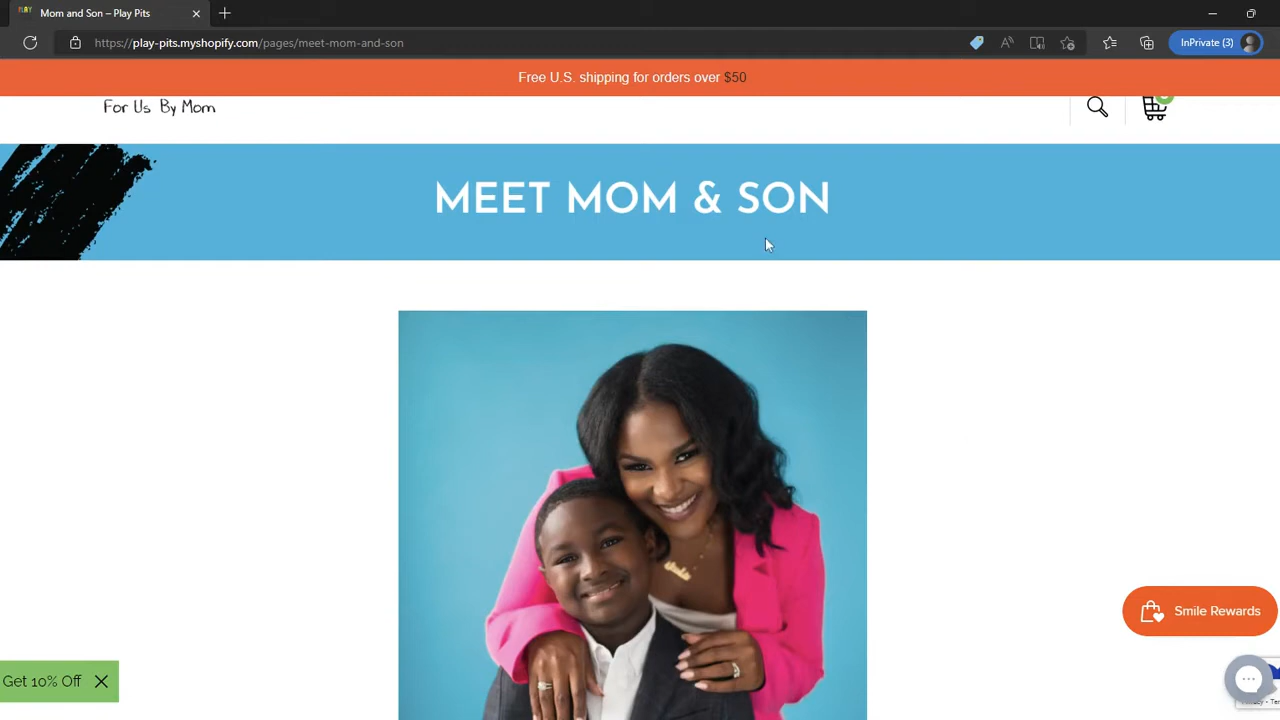 Mom and Son – Play Pits
https://play-pits.myshopify.com/pages/meet-mom-and-son
InPrivate (3)
Free U.S. shipping for orders over $50
For Us By Mom
MEET MOM & SON
Smile Rewards
Get 10% Off